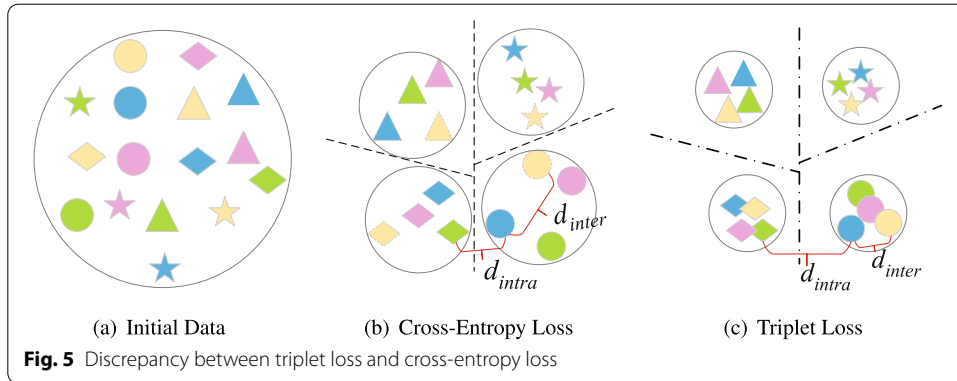 d_inter
d_intra
d_intra
d_inter
(a) Initial Data
(b) Cross-Entropy Loss
(c) Triplet Loss
Fig. 5 Discrepancy between triplet loss and cross-entropy loss